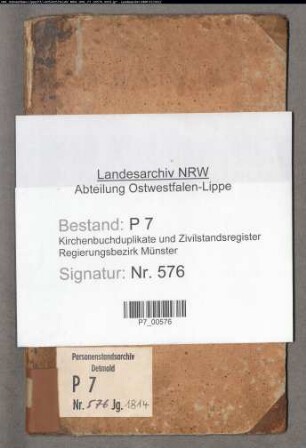 Landesarchiv NRW
Abteilung Ostwestfalen-Lippe
Bestand: P 7
Kirchenbuchduplikate und Zivilstandsregister
Regierungsbezirk Münster
Signatur: Nr. 576
P7_00576
Personenstandsarchiv
Detmold
P 7
Nr. 576 Jg. 1814